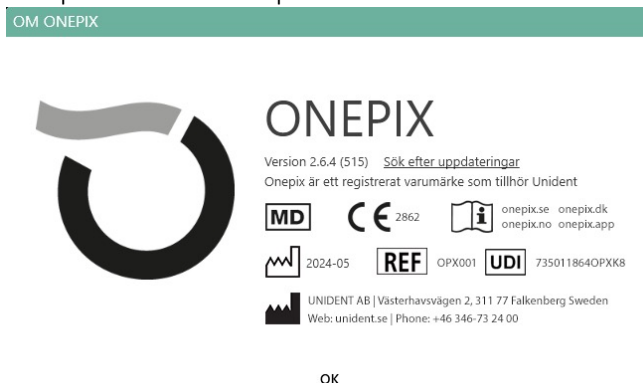 OM ONEPIX
ONEPIX
Version 2.6.4 (515) Sök efter uppdateringar
Onepix är ett registrerat varumärke som tillhör Unident
MD CE 2862 i onepix.se onepix.dk
onepix.no onepix.app
2024-05 REF OPX001 UDI 735011864OPXK8
UNIDENT AB | Västerhavsvägen 2, 311 77 Falkenberg Sweden
Web: unident.se | Phone: +46 346-73 24 00
OK